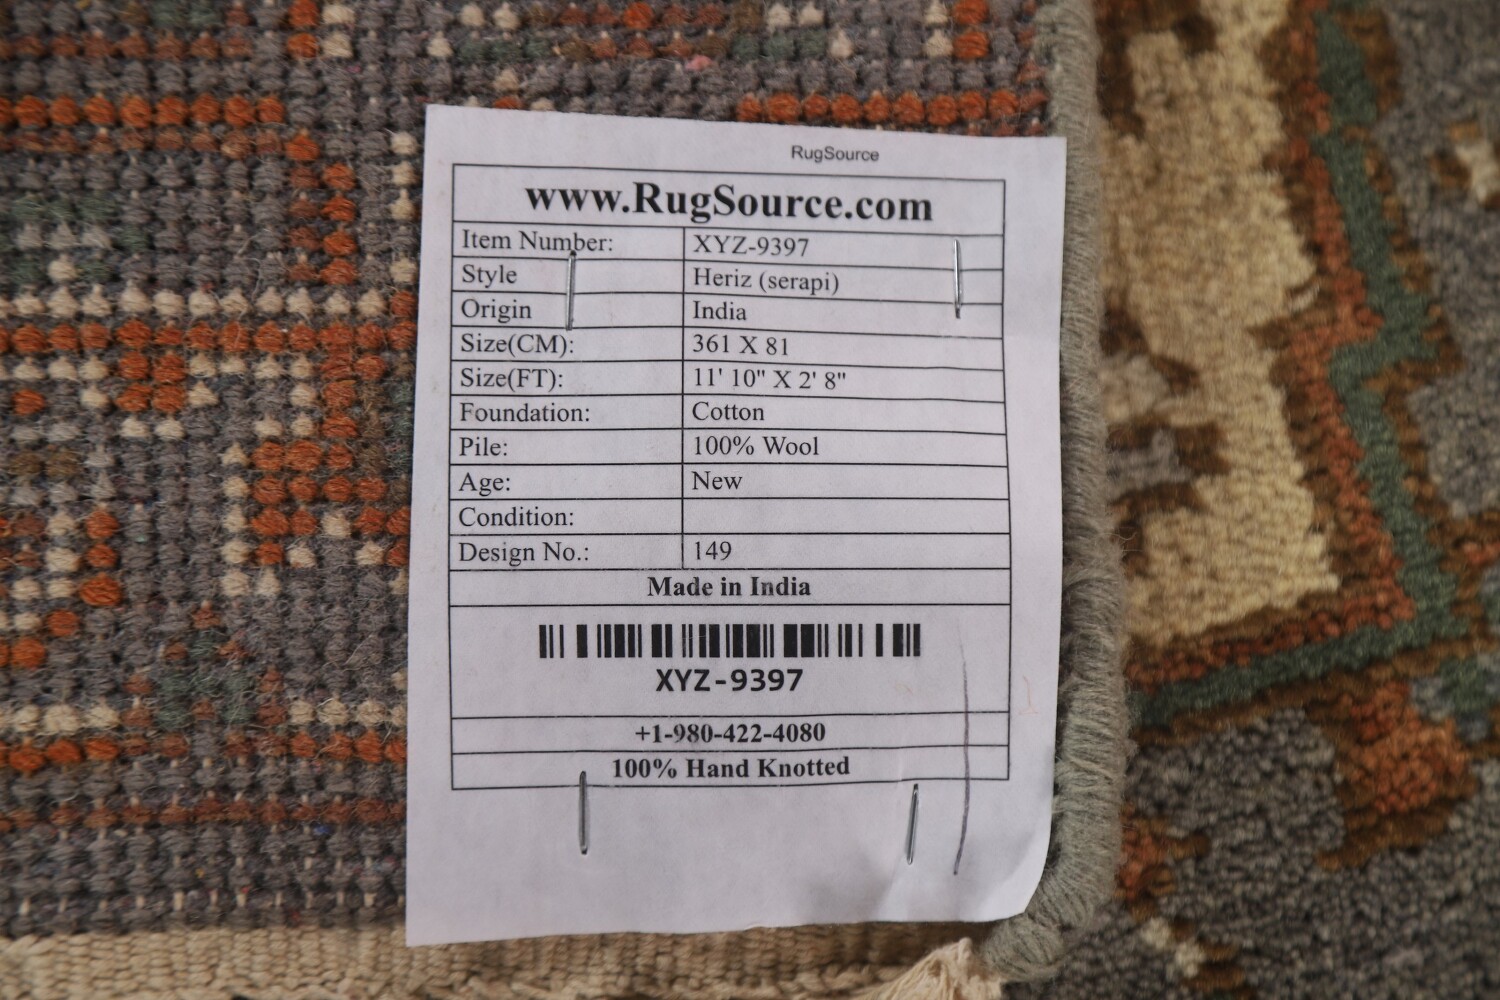 RugSource
www.RugSource.com
Item Number: XYZ-9397
Style Heriz (serapi)
Origin India
Size(CM): 361 X 81
Size(FT): 11' 10" X 2' 8"
Foundation: Cotton
Pile: 100% Wool
Age: New
Condition:
Design No.: 149
Made in India
XYZ-9397
+1-980-422-4080
100% Hand Knotted